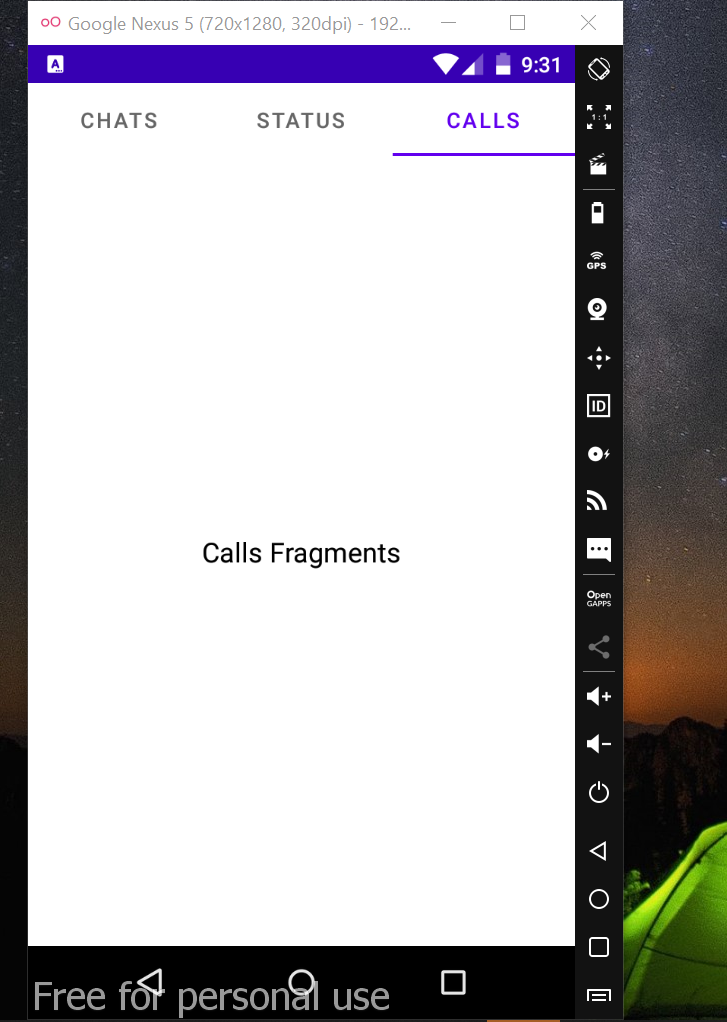 Google Nexus 5 (720x1280, 320dpi) - 192...
A
9:31
CHATS STATUS CALLS
1:1
GPS
ID
Calls Fragments
Open
GAPPS
Free for personal use